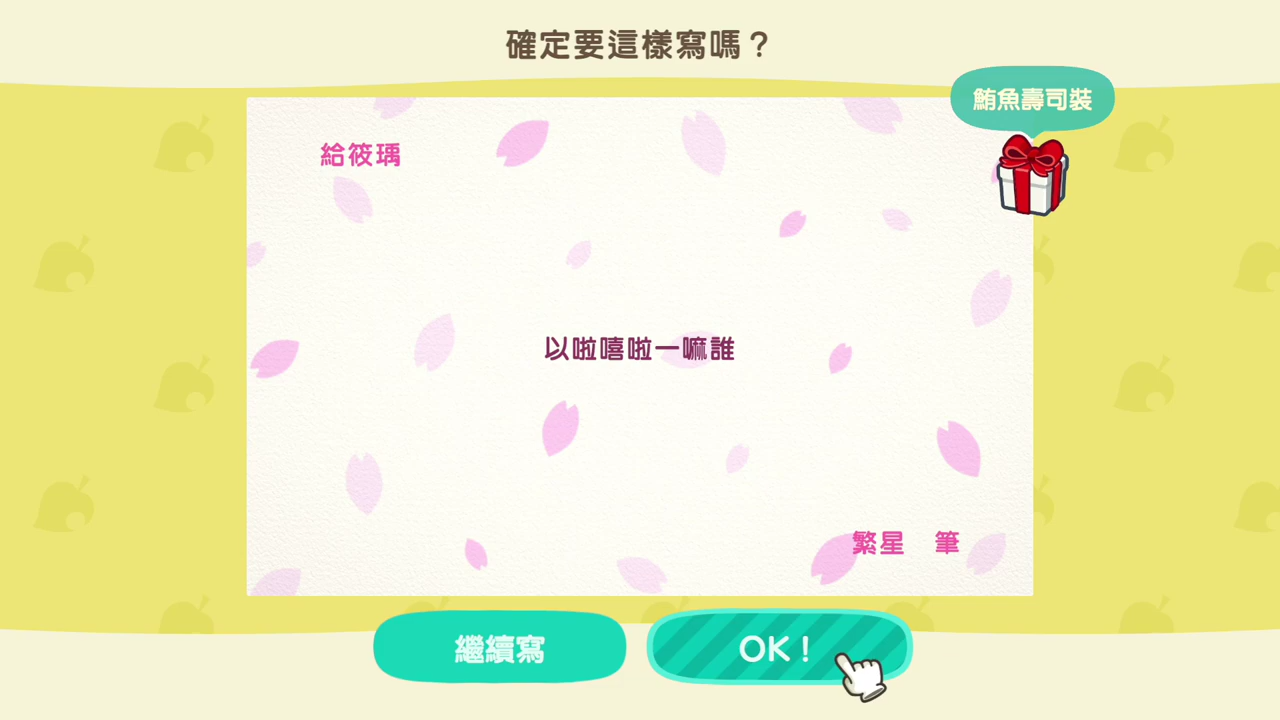 確定要這樣寫嗎？
鮪魚壽司裝
給筱瑀
以啦嘻啦一嘛誰
繁星　筆
繼續寫
OK！